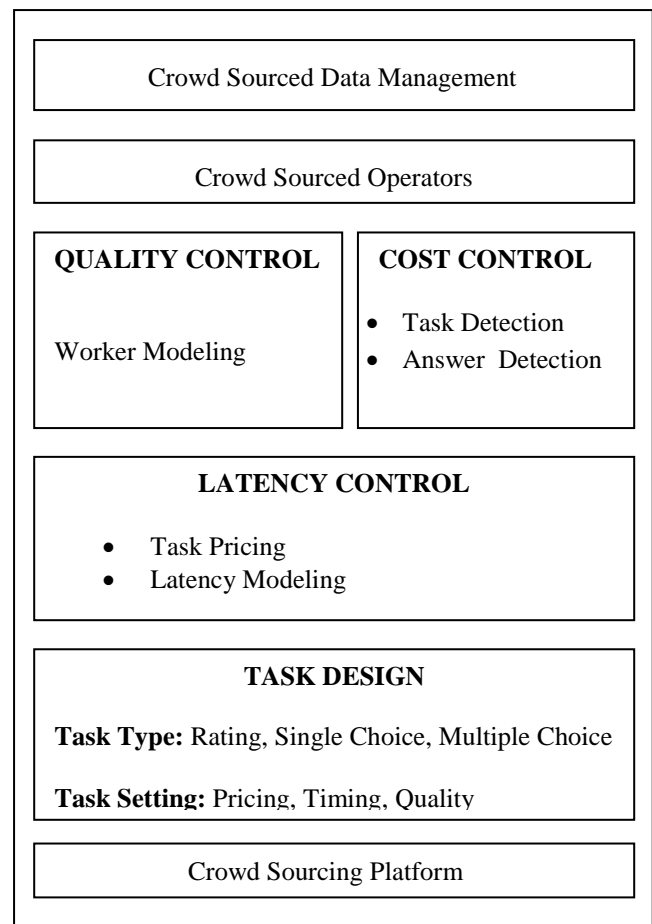 Crowd Sourced Data Management
Crowd Sourced Operators
QUALITY CONTROL
Worker Modeling
COST CONTROL
• Task Detection
• Answer Detection
LATENCY CONTROL
• Task Pricing
• Latency Modeling
TASK DESIGN
Task Type: Rating, Single Choice, Multiple Choice
Task Setting: Pricing, Timing, Quality
Crowd Sourcing Platform